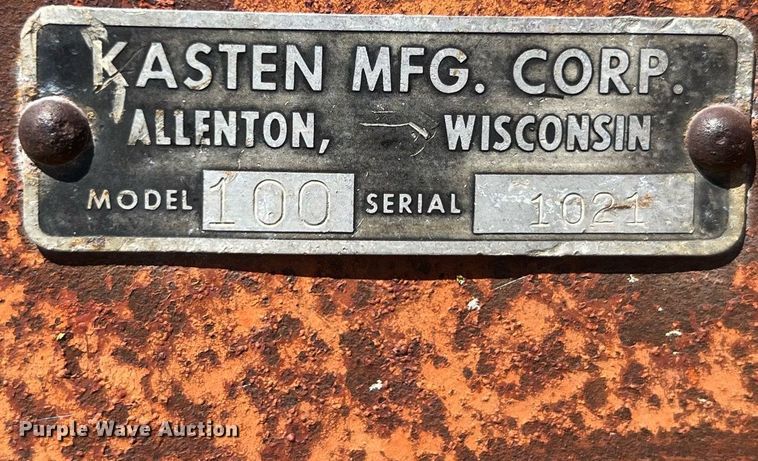 KASTEN MFG. CORP.
ALLENTON, WISCONSIN
MODEL 100 SERIAL 1021
Purple Wave Auction